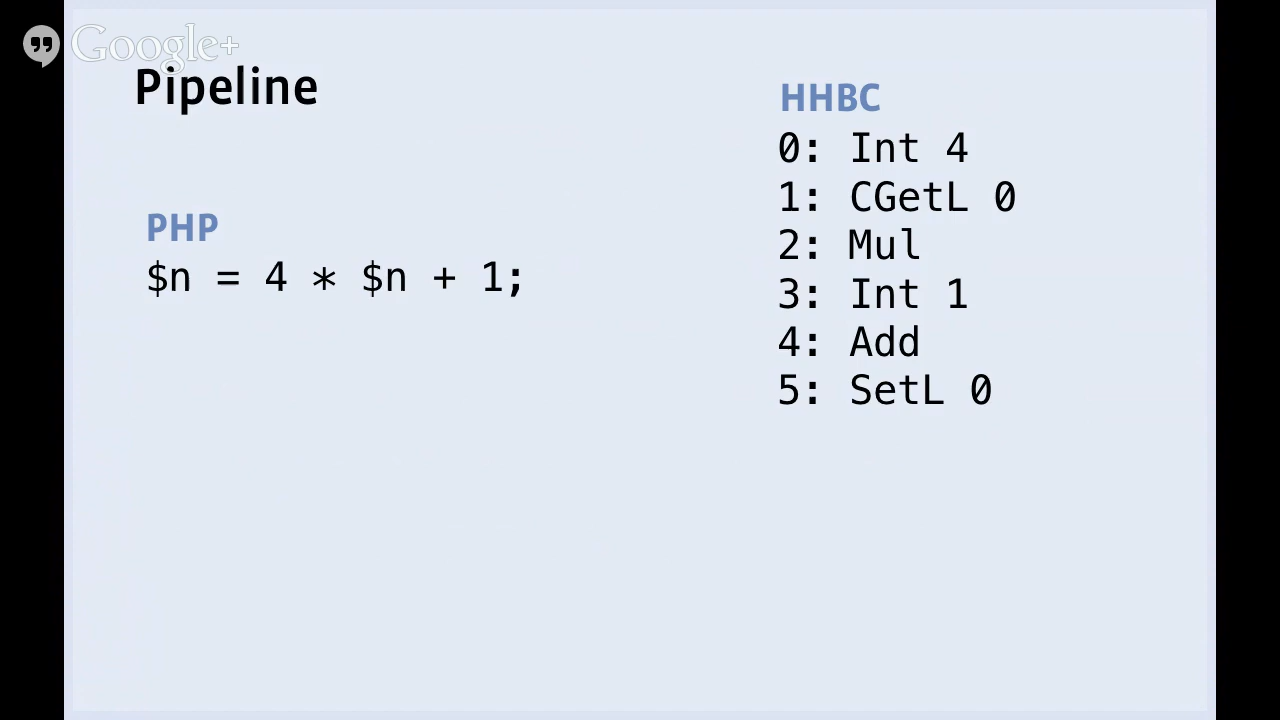 Google+
Pipeline
PHP
$n = 4 * $n + 1;
HHBC
0: Int 4
1: CGetL 0
2: Mul
3: Int 1
4: Add
5: SetL 0